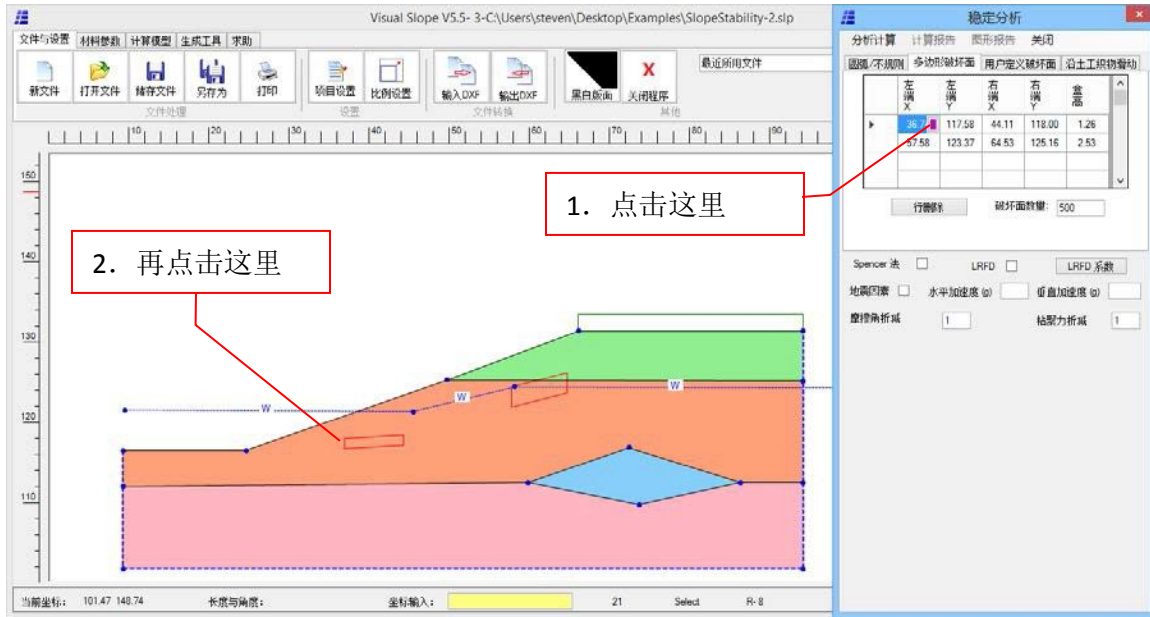 Visual Slope V5.5- 3-C:\Users\steven\Desktop\Examples\SlopeStability-2.slp
文件与设置 材料参数 计算模型 生成工具 求助
新文件 打开文件 储存文件 另存为 打印 项目设置 比例设置 输入DXF 输出DXF 黑白版面 关闭程序
最近所用文件
文件处理 设置 文件转换 其他
10 20 30 40 50 60 70 80 90
150
140
130
120
110
1. 点击这里
2. 再点击这里
W W W
当前坐标: 101.47 148.74 长度与角度: 坐标输入: 21 Select R- 8
稳定分析
分析计算 计算报告 图形报告 关闭
圆弧/不规则 多边形破坏面 用户定义破坏面 沿土工织物滑动
左端X 左端Y 右端X 右端Y 盒高
36.7 117.58 44.11 118.00 1.26
57.58 123.37 64.53 125.16 2.53
行删除 破坏面数量: 500
Spencer 法 LRFD LRFD 系数
地震因素 水平加速度 (g) 垂直加速度 (g)
摩擦角折减 1 粘聚力折减 1